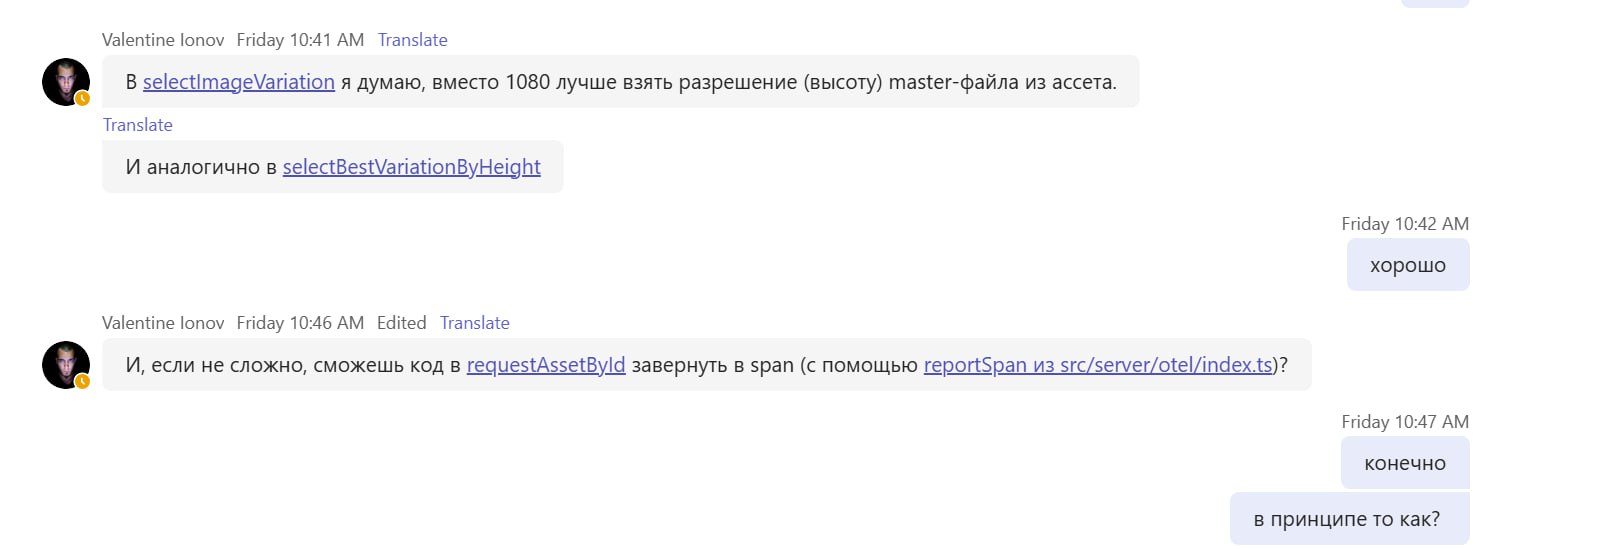 Valentine Ionov Friday 10:41 AM Translate
В selectImageVariation я думаю, вместо 1080 лучше взять разрешение (высоту) master-файла из ассета.
Translate
И аналогично в selectBestVariationByHeight
Friday 10:42 AM
хорошо
Valentine Ionov Friday 10:46 AM Edited Translate
И, если не сложно, сможешь код в requestAssetById завернуть в span (с помощью reportSpan из src/server/otel/index.ts)?
Friday 10:47 AM
конечно
в принципе то как?